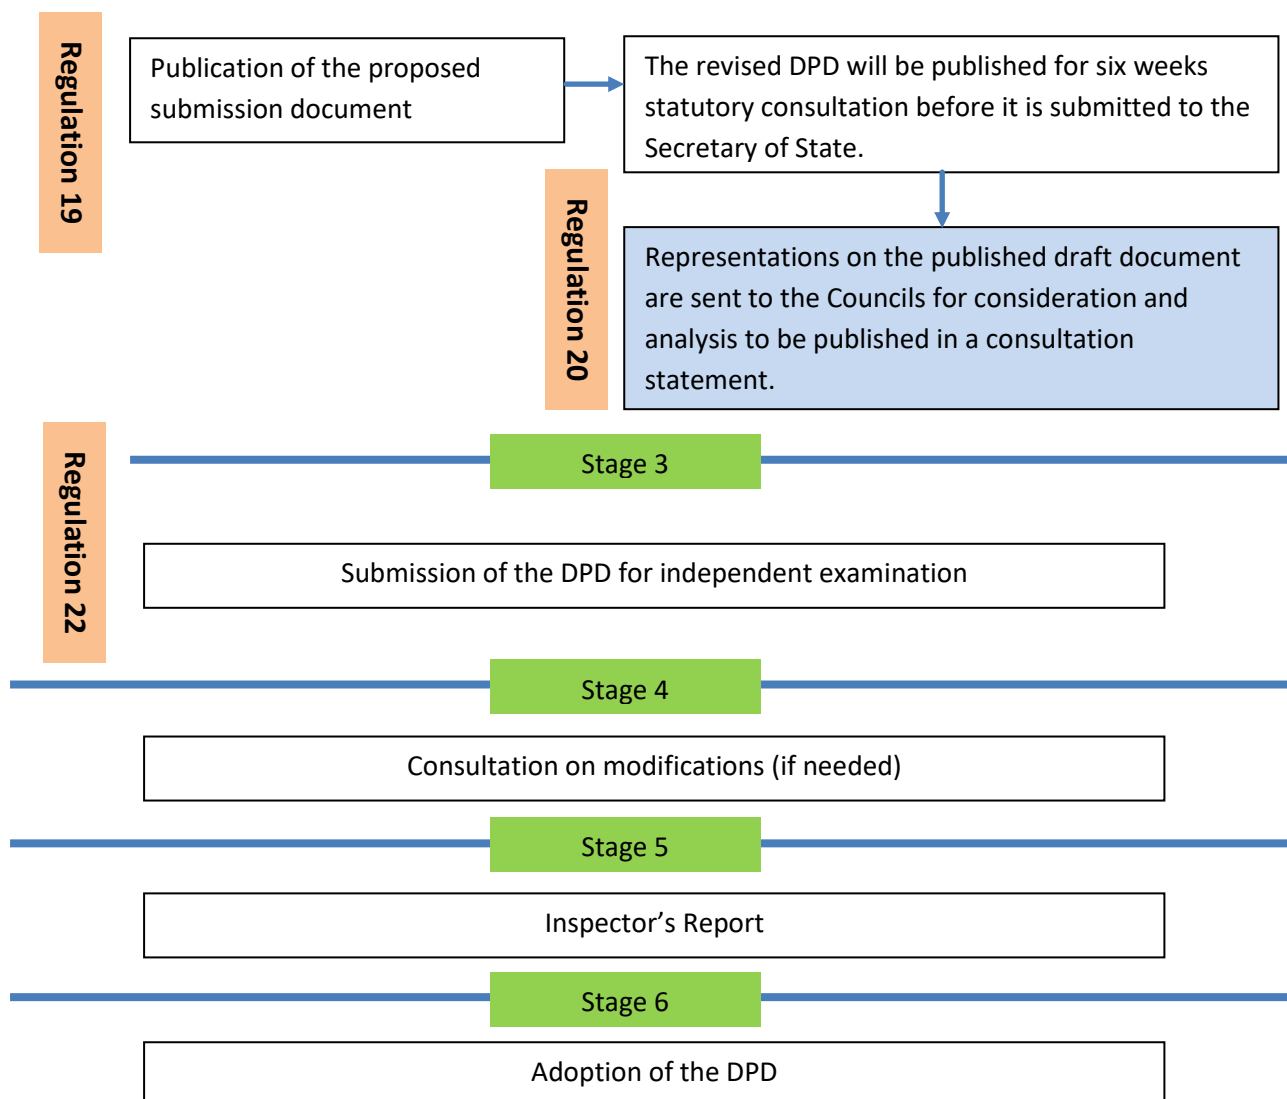 Regulation 19
Publication of the proposed
submission document
The revised DPD will be published for six weeks
statutory consultation before it is submitted to the
Secretary of State.
Regulation 20
Representations on the published draft document
are sent to the Councils for consideration and
analysis to be published in a consultation
statement.
Regulation 22
Stage 3
Submission of the DPD for independent examination
Stage 4
Consultation on modifications (if needed)
Stage 5
Inspector’s Report
Stage 6
Adoption of the DPD